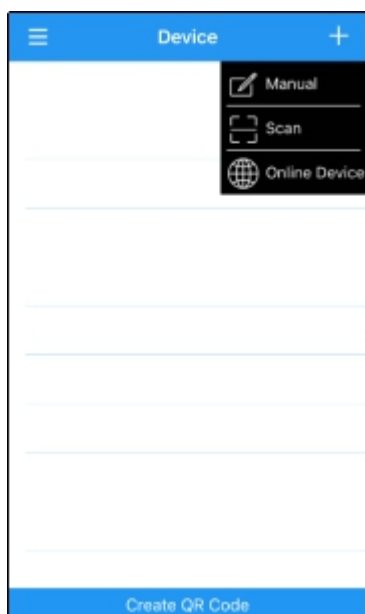 Device
Manual
Scan
Online Device
Create QR Code